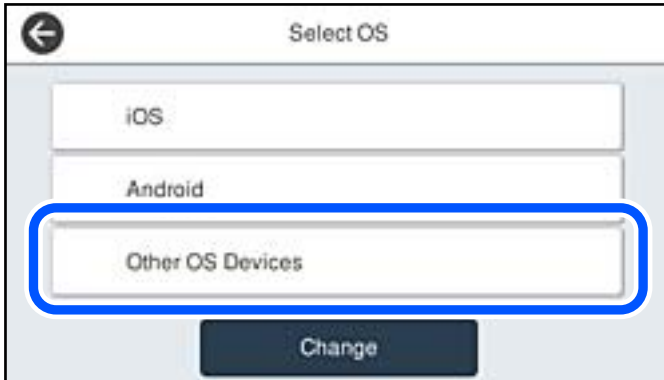 Select OS
iOS
Android
Other OS Devices
Change